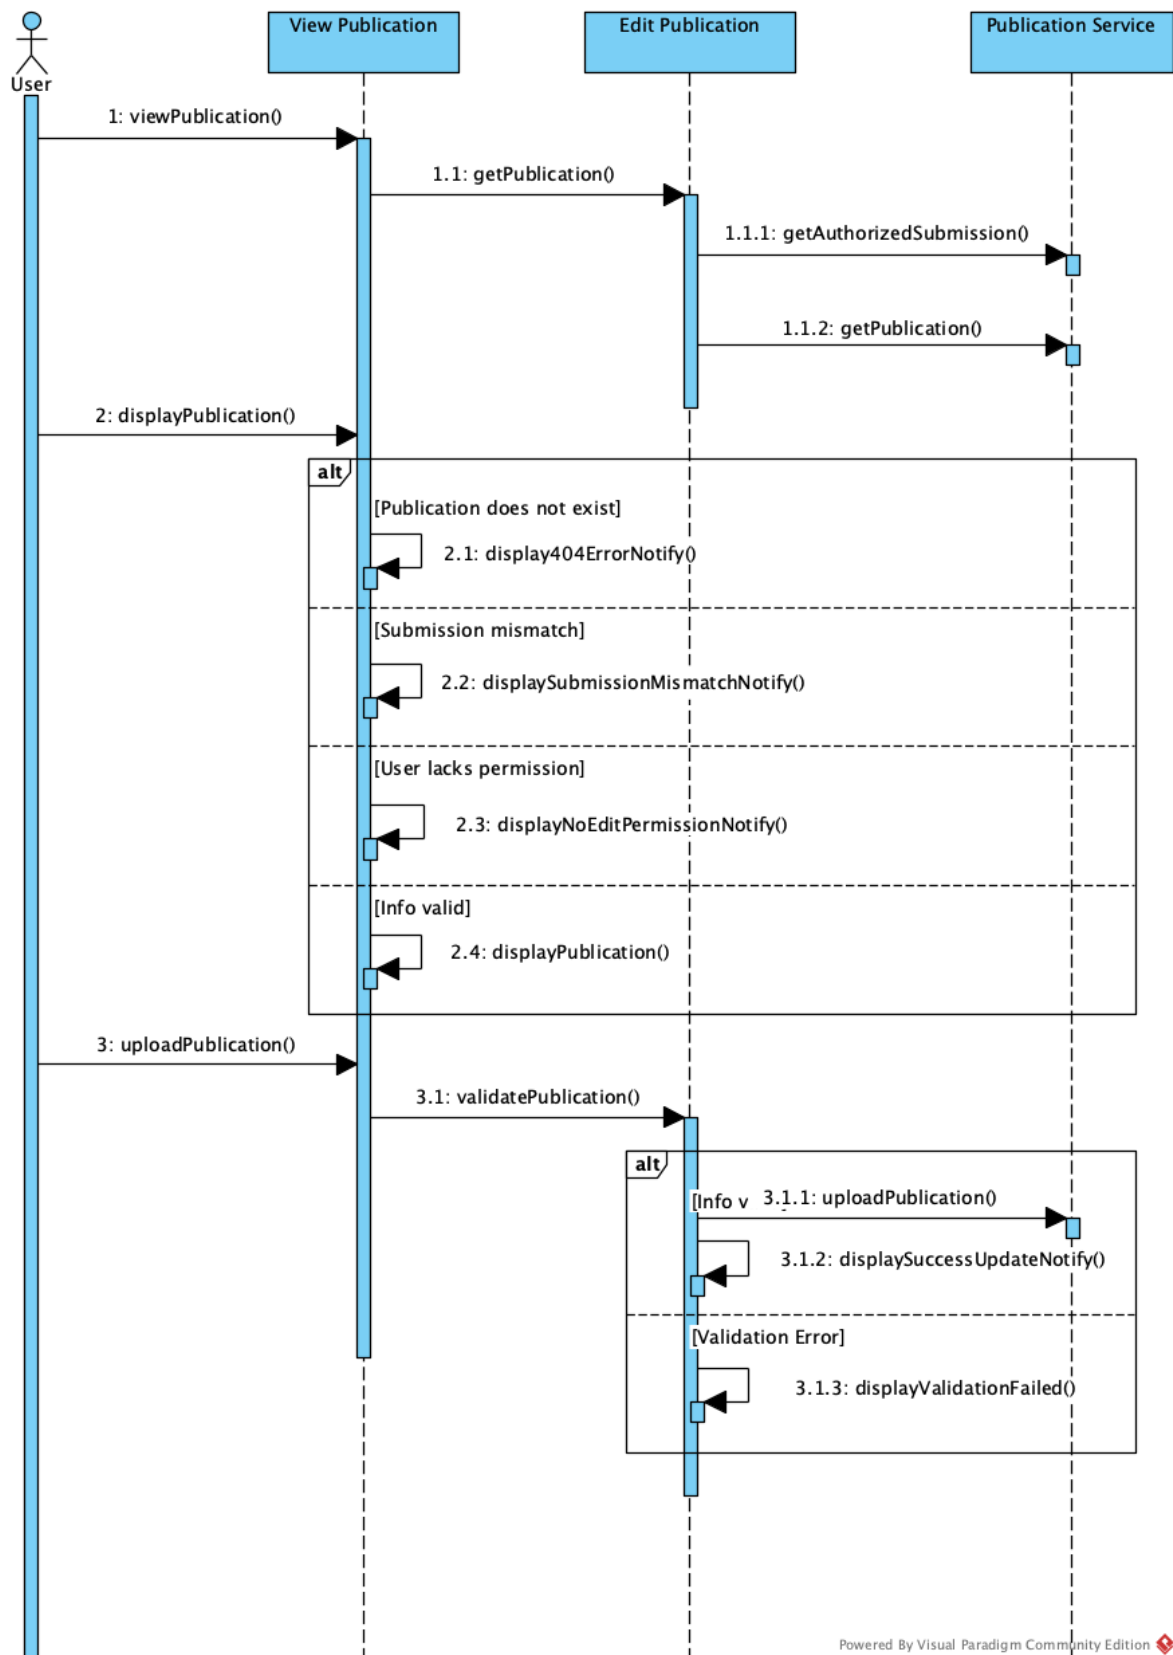 View Publication
Edit Publication
Publication Service
User
1: viewPublication()
1.1: getPublication()
1.1.1: getAuthorizedSubmission()
1.1.2: getPublication()
2: displayPublication()
alt
[Publication does not exist]
2.1: display404ErrorNotify()
[Submission mismatch]
2.2: displaySubmissionMismatchNotify()
[User lacks permission]
2.3: displayNoEditPermissionNotify()
[Info valid]
2.4: displayPublication()
3: uploadPublication()
3.1: validatePublication()
alt
[Info v
3.1.1: uploadPublication()
3.1.2: displaySuccessUpdateNotify()
[Validation Error]
3.1.3: displayValidationFailed()
Powered By Visual Paradigm Community Edition